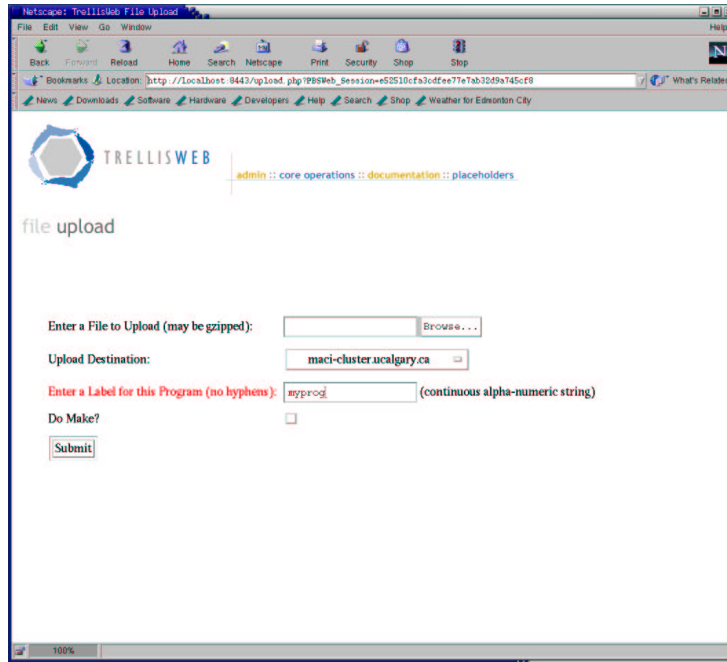 Netscape: TrellisWeb File Upload
File Edit View Go Window Help
Back Forward Reload Home Search Netscape Print Security Shop Stop
Bookmarks Location: http://localhost:8443/upload.php?PBSWeb_Session=e52510cfa3cdfee77e7ab32d9a745cf8 What's Related
News Downloads Software Hardware Developers Help Search Shop Weather for Edmonton City
TRELLISWEB
admin :: core operations :: documentation :: placeholders
file upload
Enter a File to Upload (may be gzipped): Browse...
Upload Destination: maci-cluster.ucalgary.ca
Enter a Label for this Program (no hyphens): myprog (continuous alpha-numeric string)
Do Make?
Submit
100%